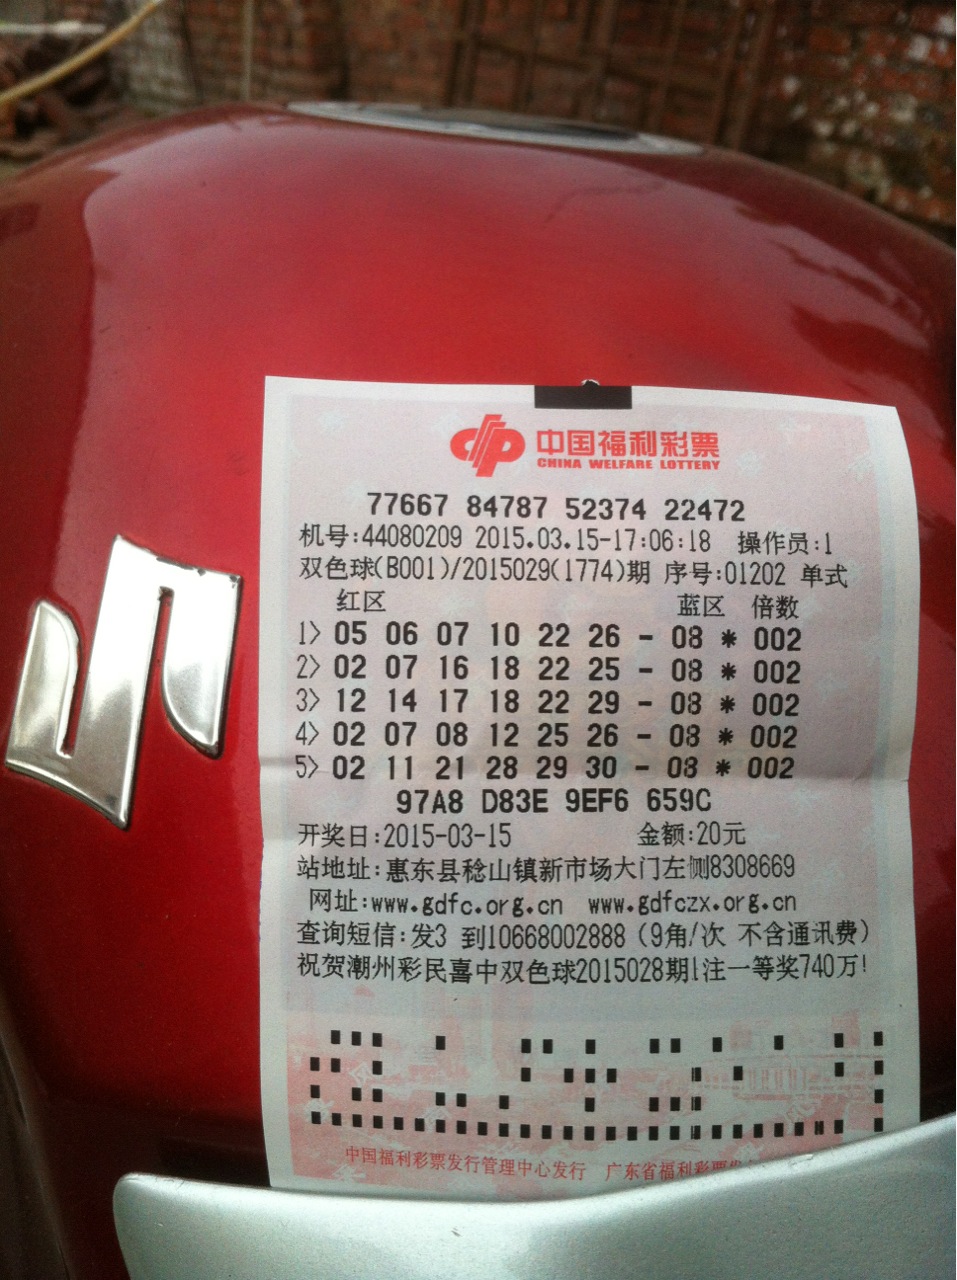 中国福利彩票
CHINA WELFARE LOTTERY
77667 84787 52374 22472
机号:44080209 2015.03.15-17:06:18 操作员:1
双色球(B001)/2015029(1774)期 序号:01202 单式
红区 蓝区 倍数
1> 05 06 07 10 22 26 - 08 * 002
2> 02 07 16 18 22 25 - 08 * 002
3> 12 14 17 18 22 29 - 08 * 002
4> 02 07 08 12 25 26 - 08 * 002
5> 02 11 21 28 29 30 - 08 * 002
97A8 D83E 9EF6 659C
开奖日:2015-03-15 金额:20元
站地址:惠东县稔山镇新市场大门左侧8308669
网址:www.gdfc.org.cn www.gdfczx.org.cn
查询短信:发3 到10668002888(9角/次 不含通讯费)
祝贺潮州彩民喜中双色球2015028期1注一等奖740万!
中国福利彩票发行管理中心发行 广东省福利彩票